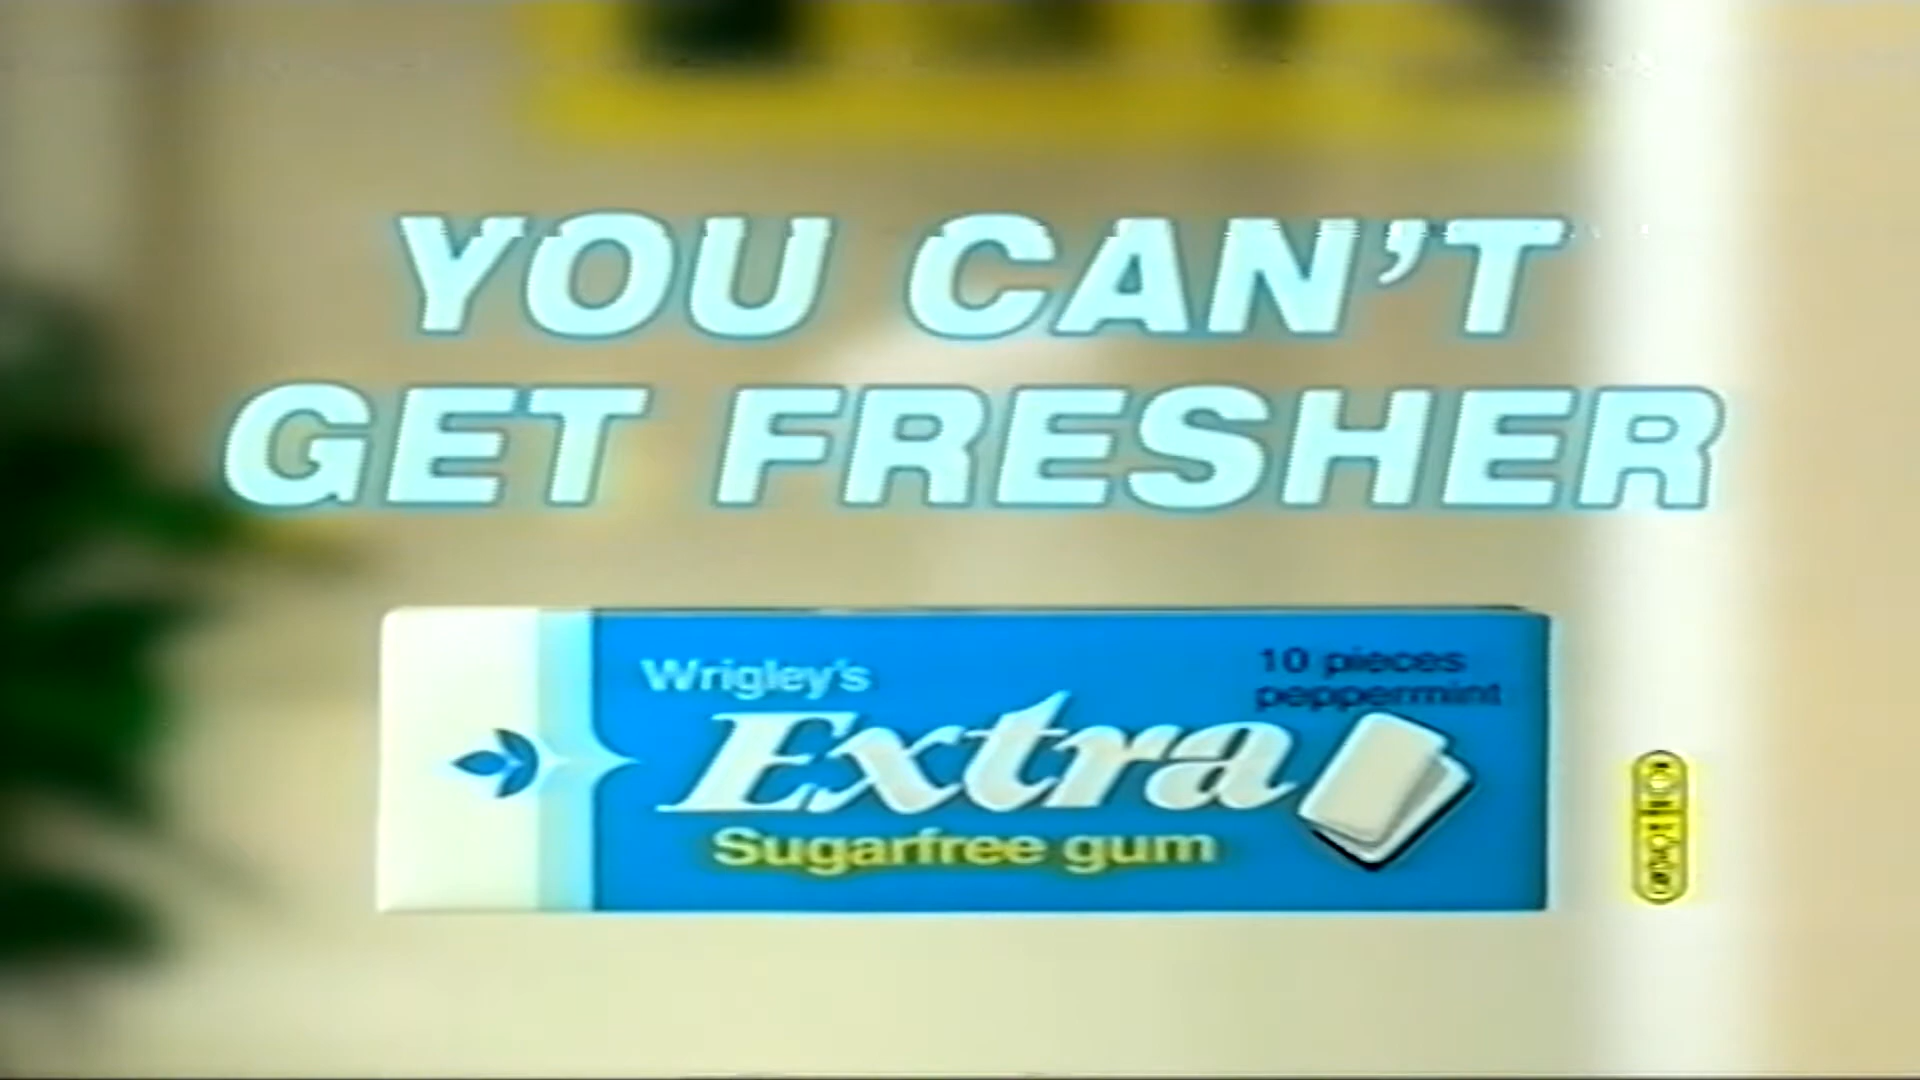 YOU CAN'T
GET FRESHER
Wrigley's
10 pieces
peppermint
Extra
Sugarfree gum